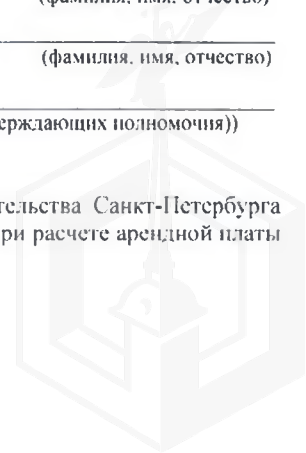 (фамилия, имя, отчество)
(фамилия, имя, отчество)
ерждающих полномочия))
тельства Санкт-Петербурга
ри расчете арендной платы